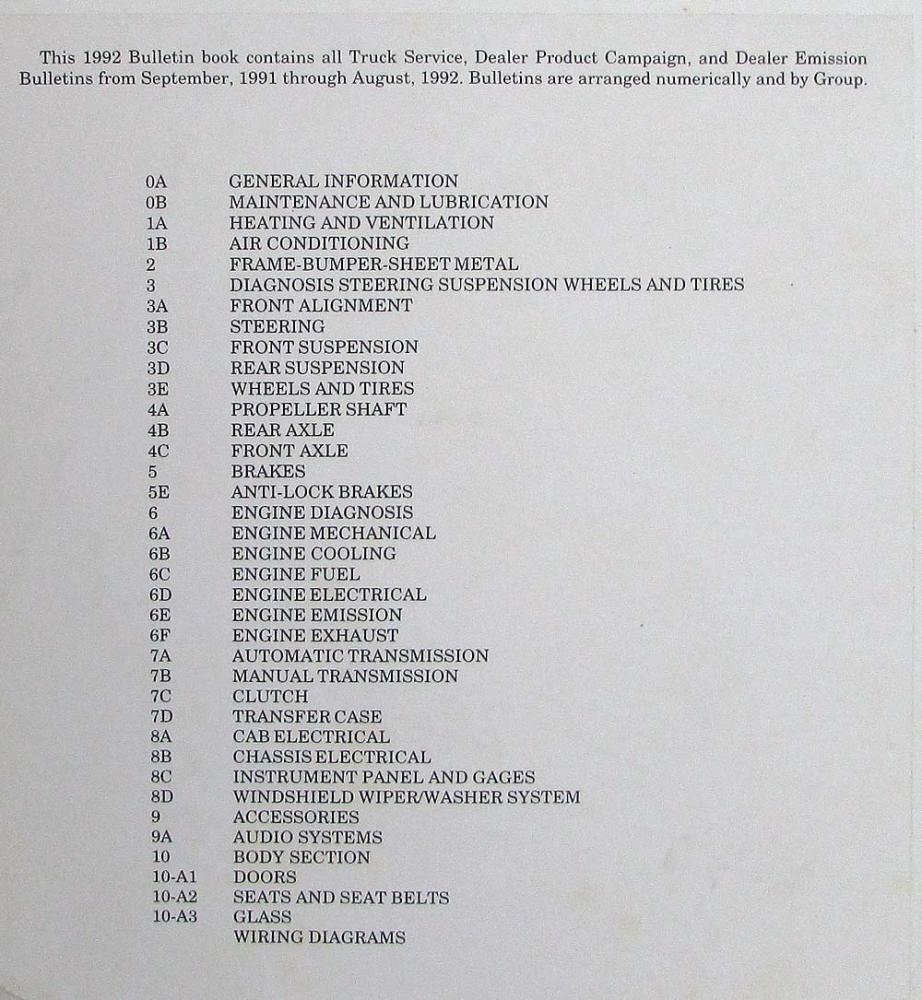 This 1992 Bulletin book contains all Truck Service, Dealer Product Campaign, and Dealer Emission
Bulletins from September, 1991 through August, 1992. Bulletins are arranged numerically and by Group.
0A GENERAL INFORMATION
0B MAINTENANCE AND LUBRICATION
1A HEATING AND VENTILATION
1B AIR CONDITIONING
2 FRAME-BUMPER-SHEET METAL
3 DIAGNOSIS STEERING SUSPENSION WHEELS AND TIRES
3A FRONT ALIGNMENT
3B STEERING
3C FRONT SUSPENSION
3D REAR SUSPENSION
3E WHEELS AND TIRES
4A PROPELLER SHAFT
4B REAR AXLE
4C FRONT AXLE
5 BRAKES
5E ANTI-LOCK BRAKES
6 ENGINE DIAGNOSIS
6A ENGINE MECHANICAL
6B ENGINE COOLING
6C ENGINE FUEL
6D ENGINE ELECTRICAL
6E ENGINE EMISSION
6F ENGINE EXHAUST
7A AUTOMATIC TRANSMISSION
7B MANUAL TRANSMISSION
7C CLUTCH
7D TRANSFER CASE
8A CAB ELECTRICAL
8B CHASSIS ELECTRICAL
8C INSTRUMENT PANEL AND GAGES
8D WINDSHIELD WIPER/WASHER SYSTEM
9 ACCESSORIES
9A AUDIO SYSTEMS
10 BODY SECTION
10-A1 DOORS
10-A2 SEATS AND SEAT BELTS
10-A3 GLASS
WIRING DIAGRAMS